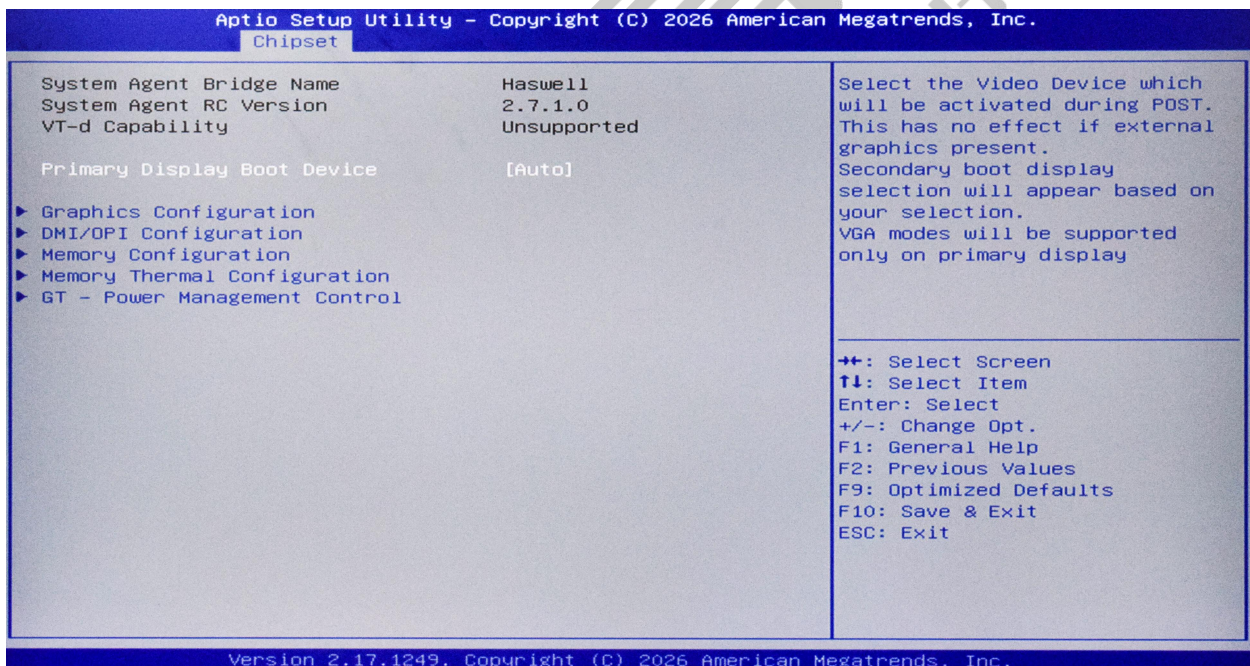 Aptio Setup Utility – Copyright (C) 2026 American Megatrends, Inc.
Chipset
System Agent Bridge Name Haswell
System Agent RC Version 2.7.1.0
VT-d Capability Unsupported
Primary Display Boot Device [Auto]
► Graphics Configuration
► DMI/OPI Configuration
► Memory Configuration
► Memory Thermal Configuration
► GT – Power Management Control
Select the Video Device which
will be activated during POST.
This has no effect if external
graphics present.
Secondary boot display
selection will appear based on
your selection.
VGA modes will be supported
only on primary display
→←: Select Screen
↑↓: Select Item
Enter: Select
+/-: Change Opt.
F1: General Help
F2: Previous Values
F9: Optimized Defaults
F10: Save & Exit
ESC: Exit
Version 2.17.1249. Copyright (C) 2026 American Megatrends, Inc.